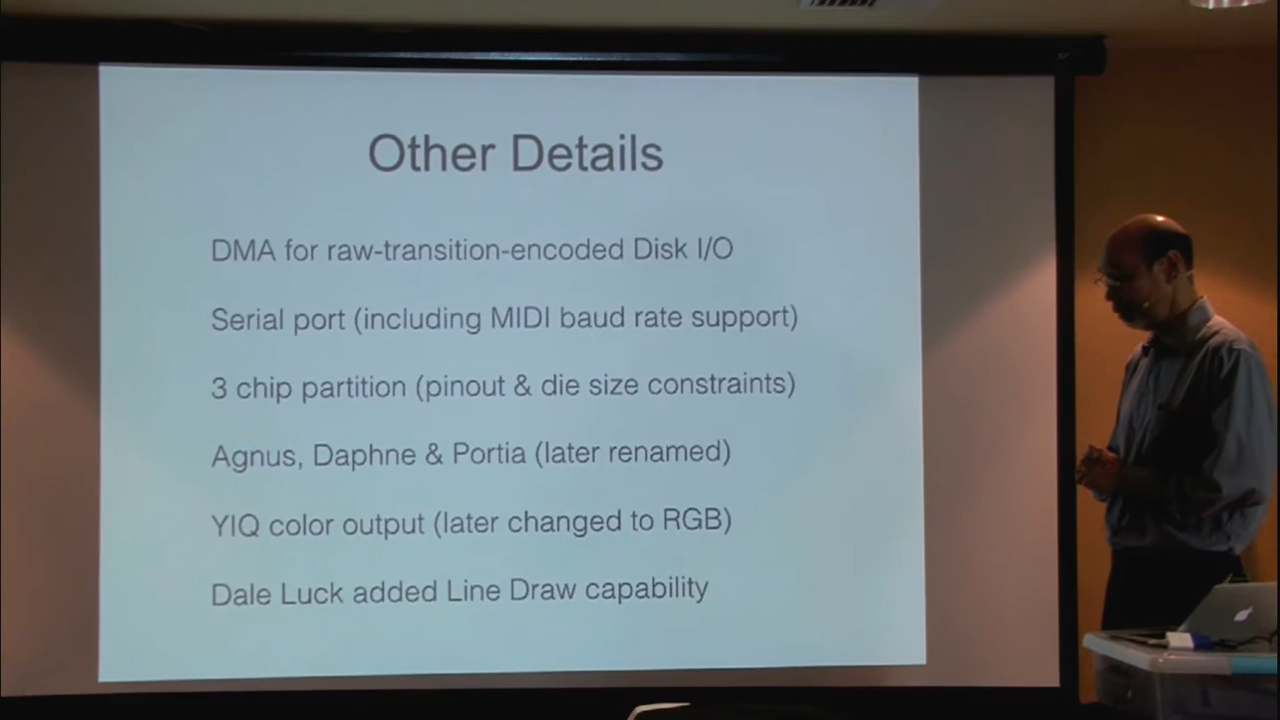 Other Details
DMA for raw-transition-encoded Disk I/O
Serial port (including MIDI baud rate support)
3 chip partition (pinout & die size constraints)
Agnus, Daphne & Portia (later renamed)
YIQ color output (later changed to RGB)
Dale Luck added Line Draw capability